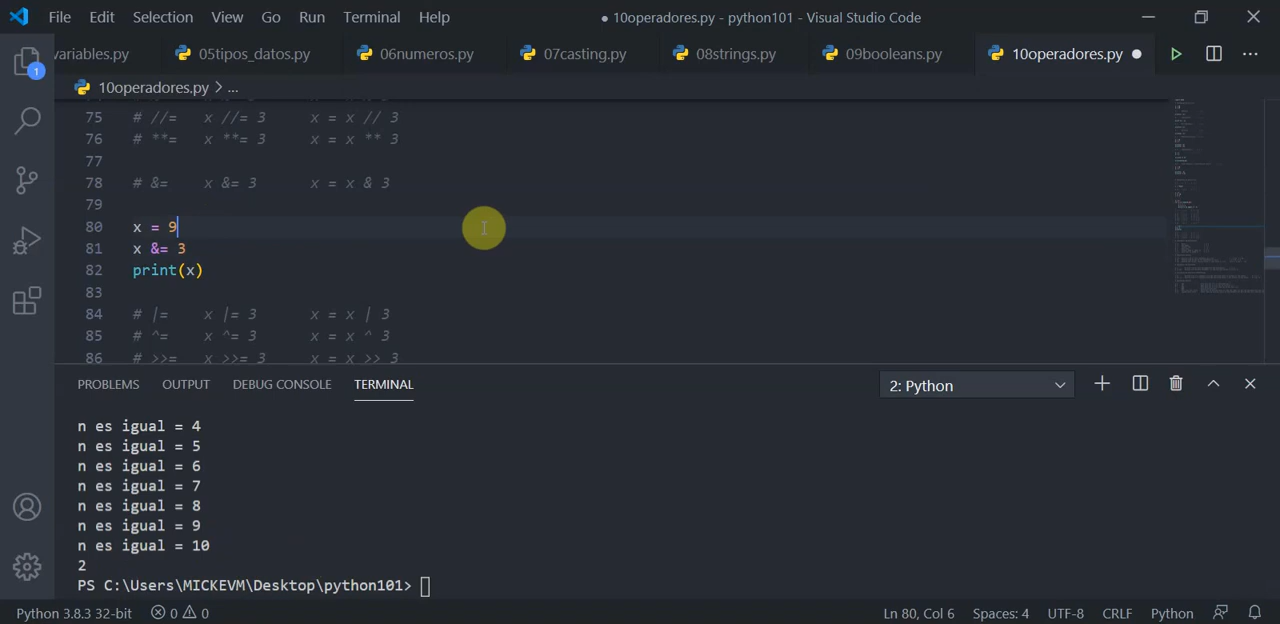 File Edit Selection View Go Run Terminal Help ● 10operadores.py - python101 - Visual Studio Code
variables.py 05tipos_datos.py 06numeros.py 07casting.py 08strings.py 09booleans.py 10operadores.py
10operadores.py > ...
75 # //= x //= 3 x = x // 3
76 # **= x **= 3 x = x ** 3
77
78 # &= x &= 3 x = x & 3
79
80 x = 9
81 x &= 3
82 print(x)
83
84 # |= x |= 3 x = x | 3
85 # ^= x ^= 3 x = x ^ 3
86 # >>= x >>= 3 x = x >> 3
1
PROBLEMS OUTPUT DEBUG CONSOLE TERMINAL 2: Python
n es igual = 4
n es igual = 5
n es igual = 6
n es igual = 7
n es igual = 8
n es igual = 9
n es igual = 10
2
PS C:\Users\MICKEVM\Desktop\python101>
Python 3.8.3 32-bit 0 0 Ln 80, Col 6 Spaces: 4 UTF-8 CRLF Python